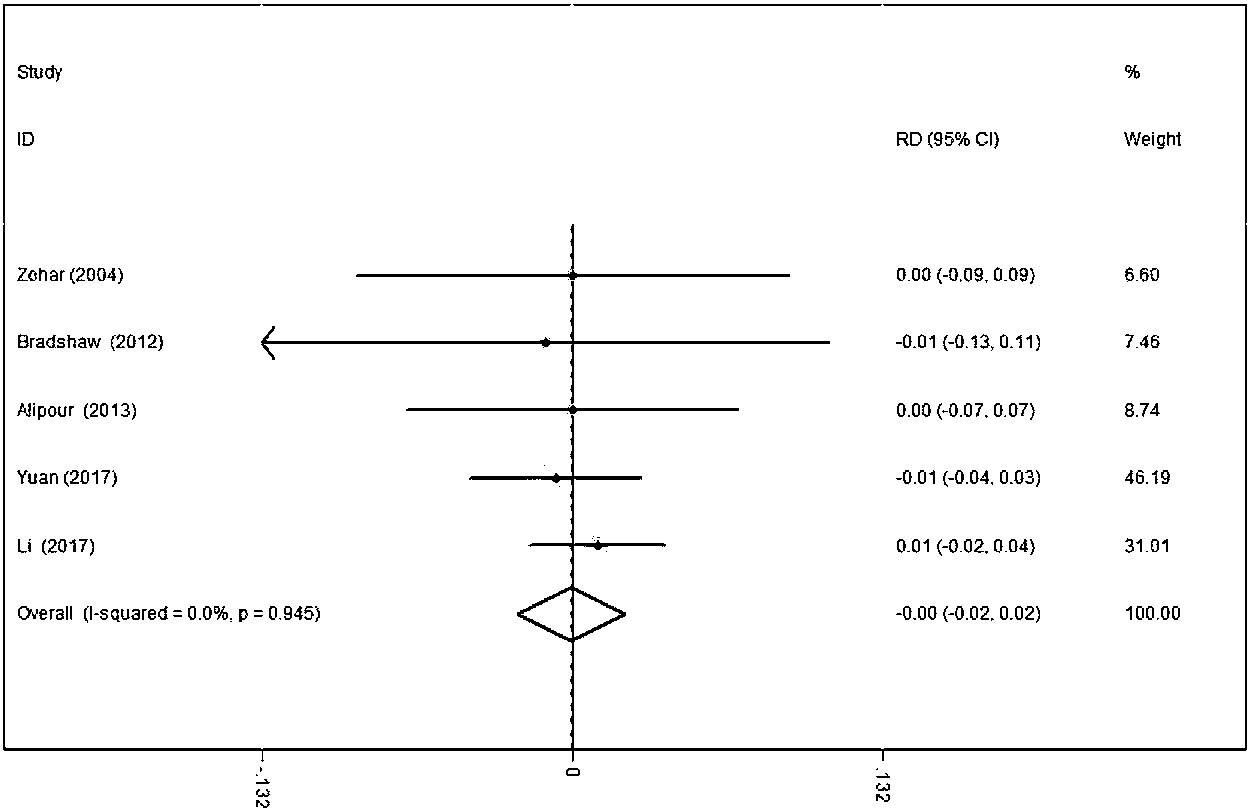 Study %
ID RD (95% CI) Weight
Zohar (2004) 0.00 (-0.09, 0.09) 6.60
Bradshaw (2012) -0.01 (-0.13, 0.11) 7.46
Alipour (2013) 0.00 (-0.07, 0.07) 8.74
Yuan (2017) -0.01 (-0.04, 0.03) 46.19
Li (2017) 0.01 (-0.02, 0.04) 31.01
Overall (I-squared = 0.0%, p = 0.945) -0.00 (-0.02, 0.02) 100.00
-.132 0 .132